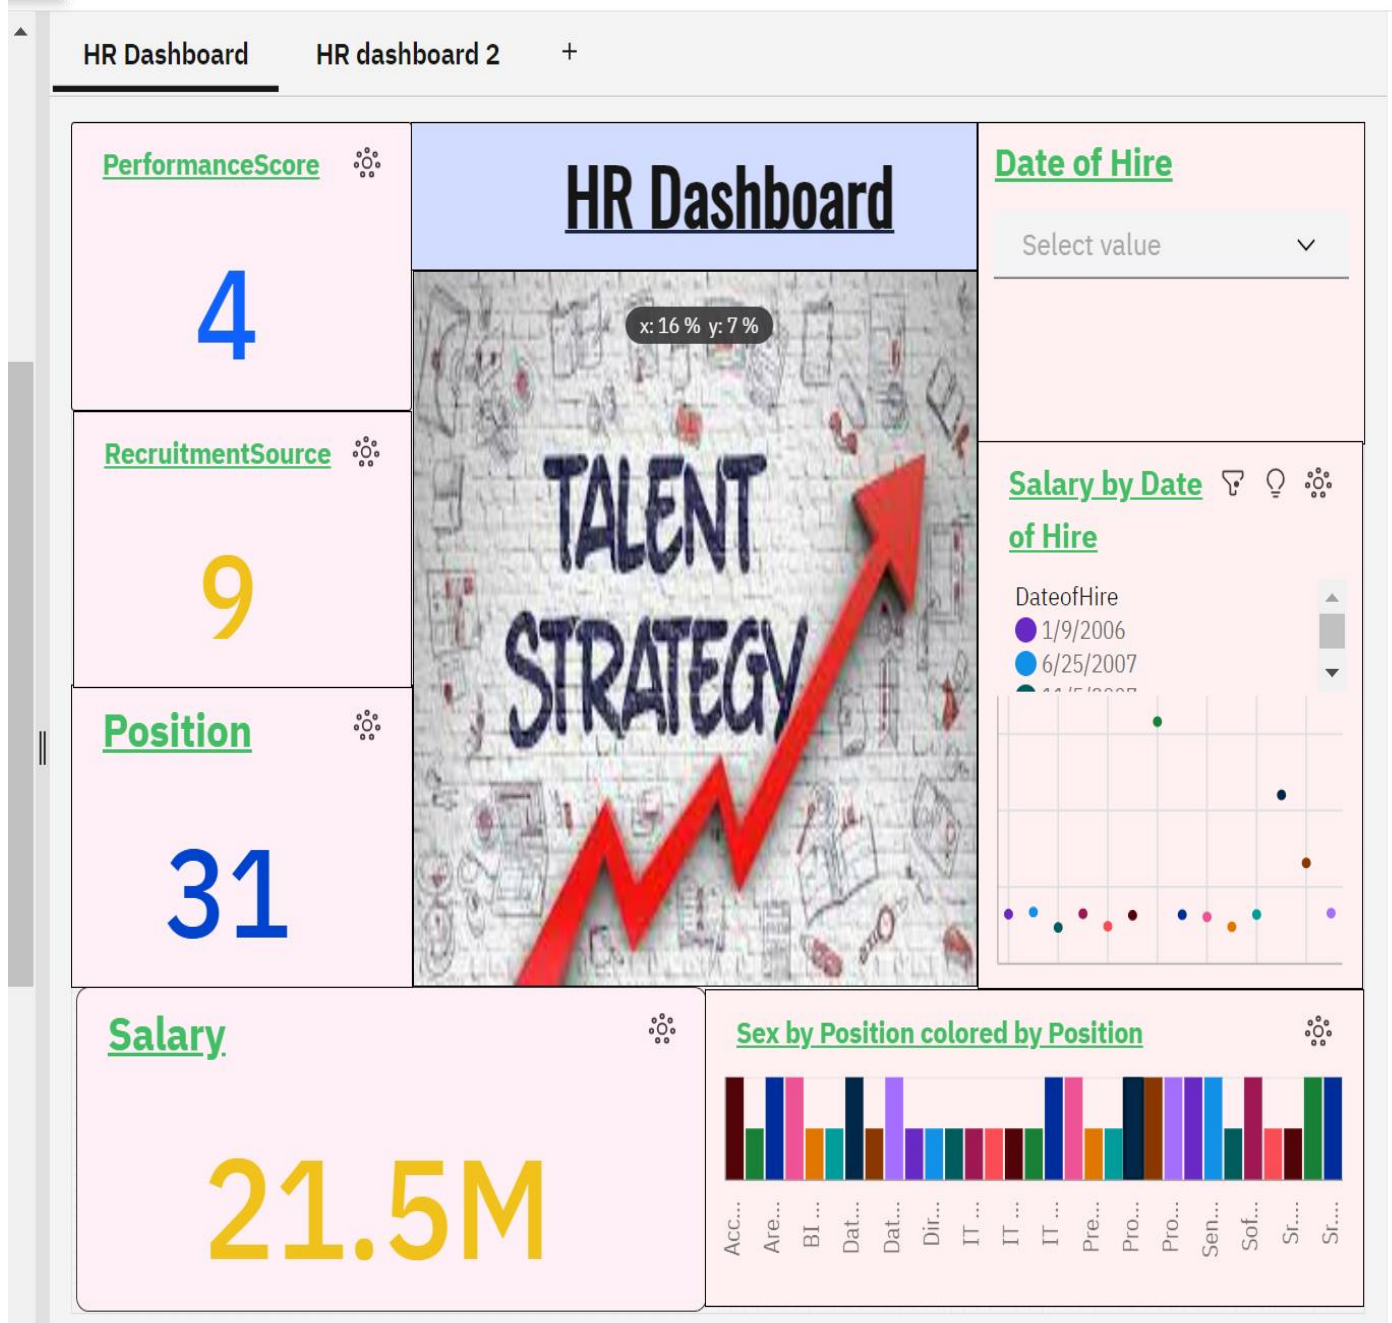 HR Dashboard
HR dashboard 2
+
PerformanceScore
4
RecruitmentSource
9
Position
31
HR Dashboard
x: 16 % y: 7 %
TALENT
STRATEGY
Date of Hire
Select value
Salary by Date
of Hire
DateofHire
1/9/2006
6/25/2007
Salary
21.5M
Sex by Position colored by Position
Acc...
Are...
BI ...
Dat...
Dat...
Dir...
IT ...
IT ...
IT ...
Pre...
Pro...
Pro...
Sen...
Sof...
Sr....
Sr....